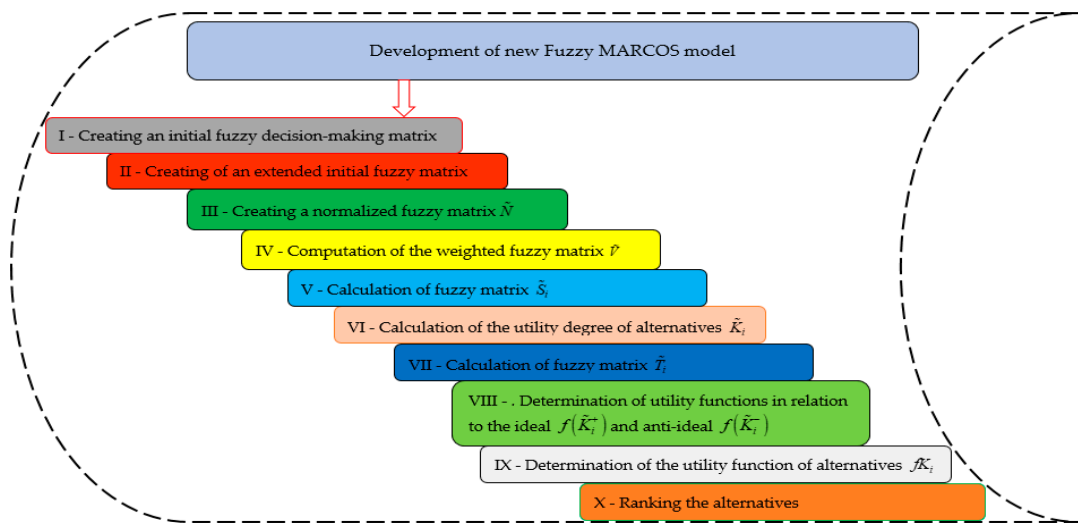 Development of new Fuzzy MARCOS model
I - Creating an initial fuzzy decision-making matrix
II - Creating of an extended initial fuzzy matrix
III - Creating a normalized fuzzy matrix Ñ
IV - Computation of the weighted fuzzy matrix Ṽ
V - Calculation of fuzzy matrix S̃ᵢ
VI - Calculation of the utility degree of alternatives K̃ᵢ
VII - Calculation of fuzzy matrix T̃ᵢ
VIII - . Determination of utility functions in relation
to the ideal f(K̃ᵢ⁺) and anti-ideal f(K̃ᵢ⁻)
IX - Determination of the utility function of alternatives fKᵢ
X - Ranking the alternatives